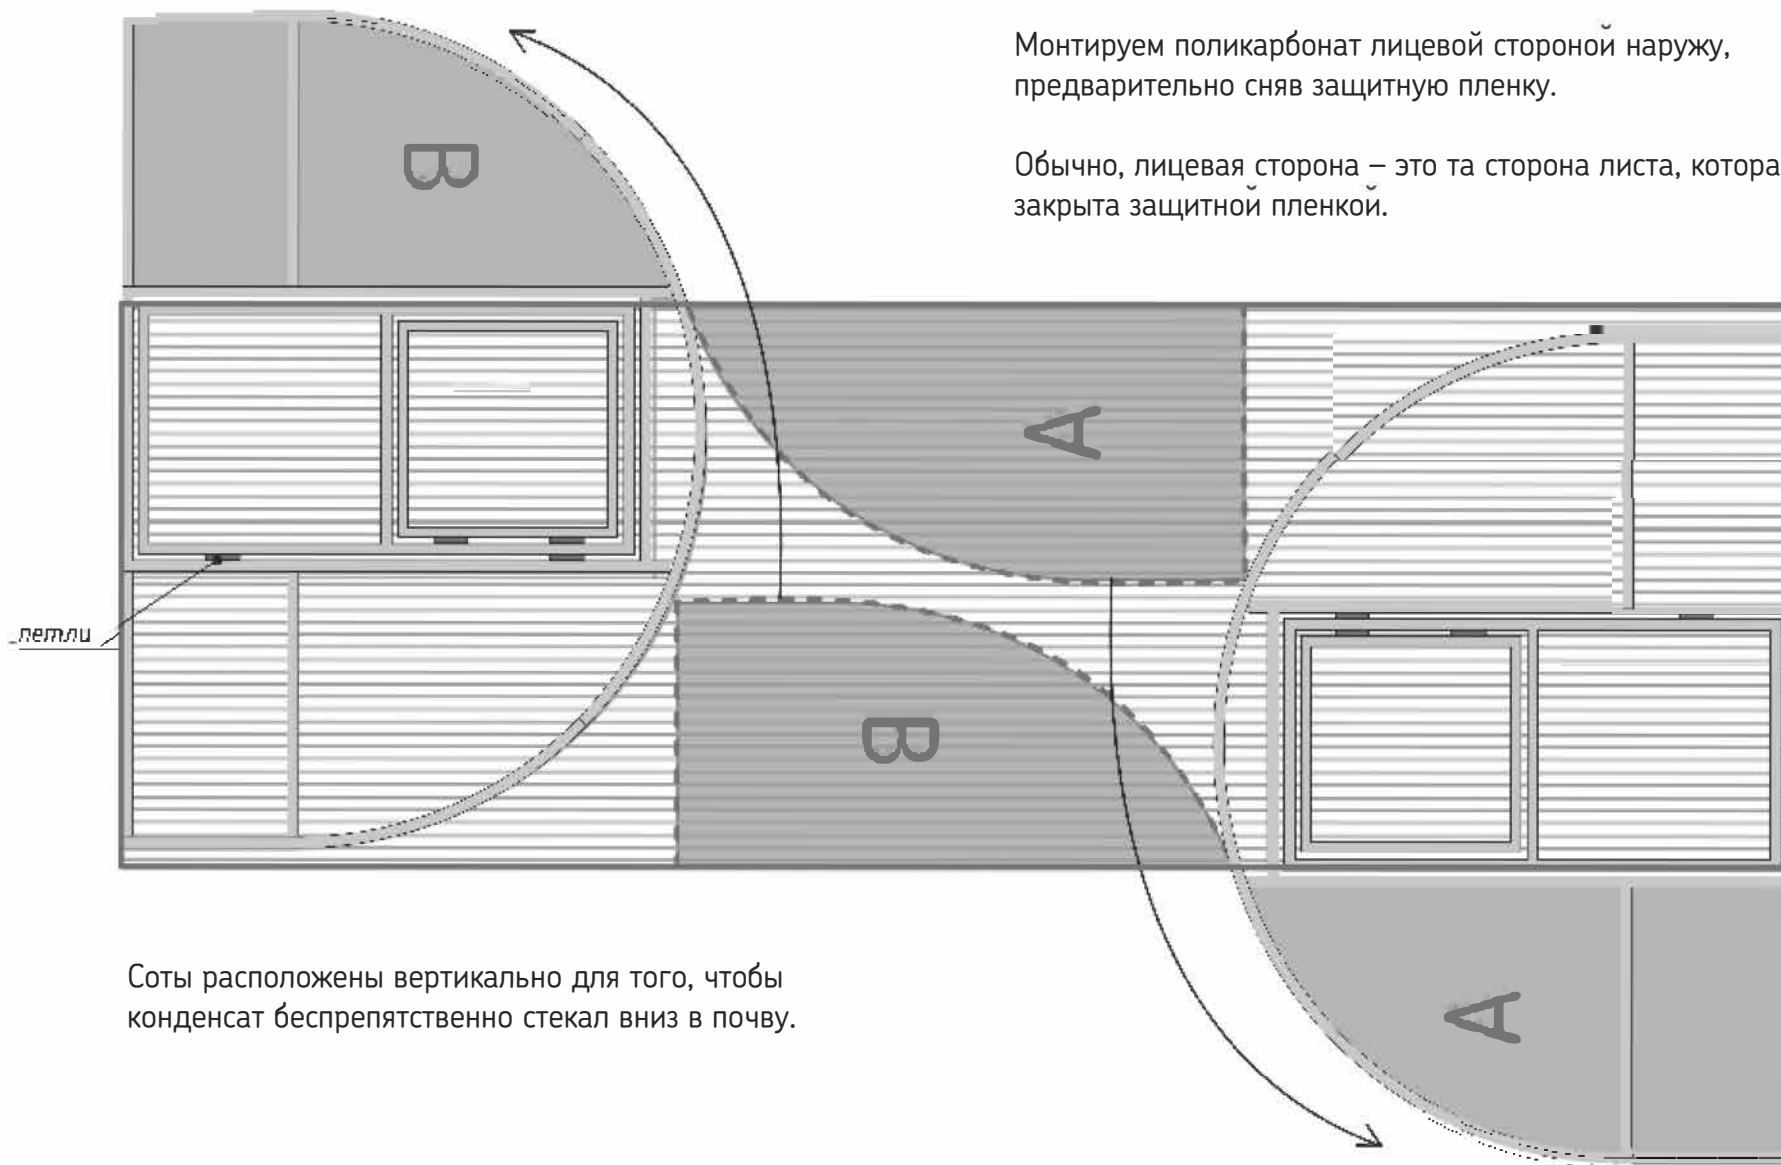 Монтируем поликарбонат лицевой стороной наружу,
предварительно сняв защитную пленку.
Обычно, лицевая сторона – это та сторона листа, котора
закрыта защитной пленкой.
B
A
петли
B
A
Соты расположены вертикально для того, чтобы
конденсат беспрепятственно стекал вниз в почву.